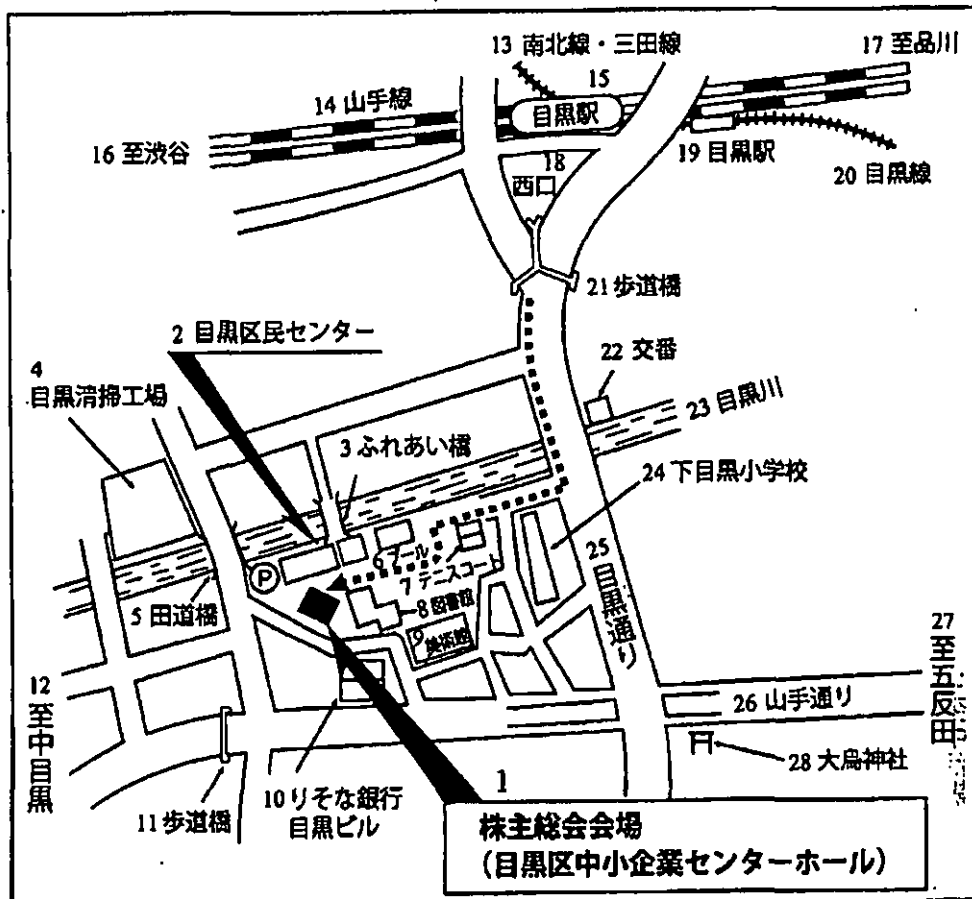 13 南北線・三田線
17 至品川
15
目黒駅
14 山手線
16 至渋谷
18
西口
19 目黒駅
20 目黒線
21 歩道橋
2 目黒区民センター
22 交番
4
目黒清掃工場
23 目黒川
3 ふれあい橋
24 下目黒小学校
6 プール
7 テニスコート
P
5 田道橋
8 図書館
9 美術館
25 目黒通り
27 至五反田
12 至中目黒
26 山手通り
28 大鳥神社
11 歩道橋
10 りそな銀行
目黒ビル
1
株主総会会場
(目黒区中小企業センターホール)